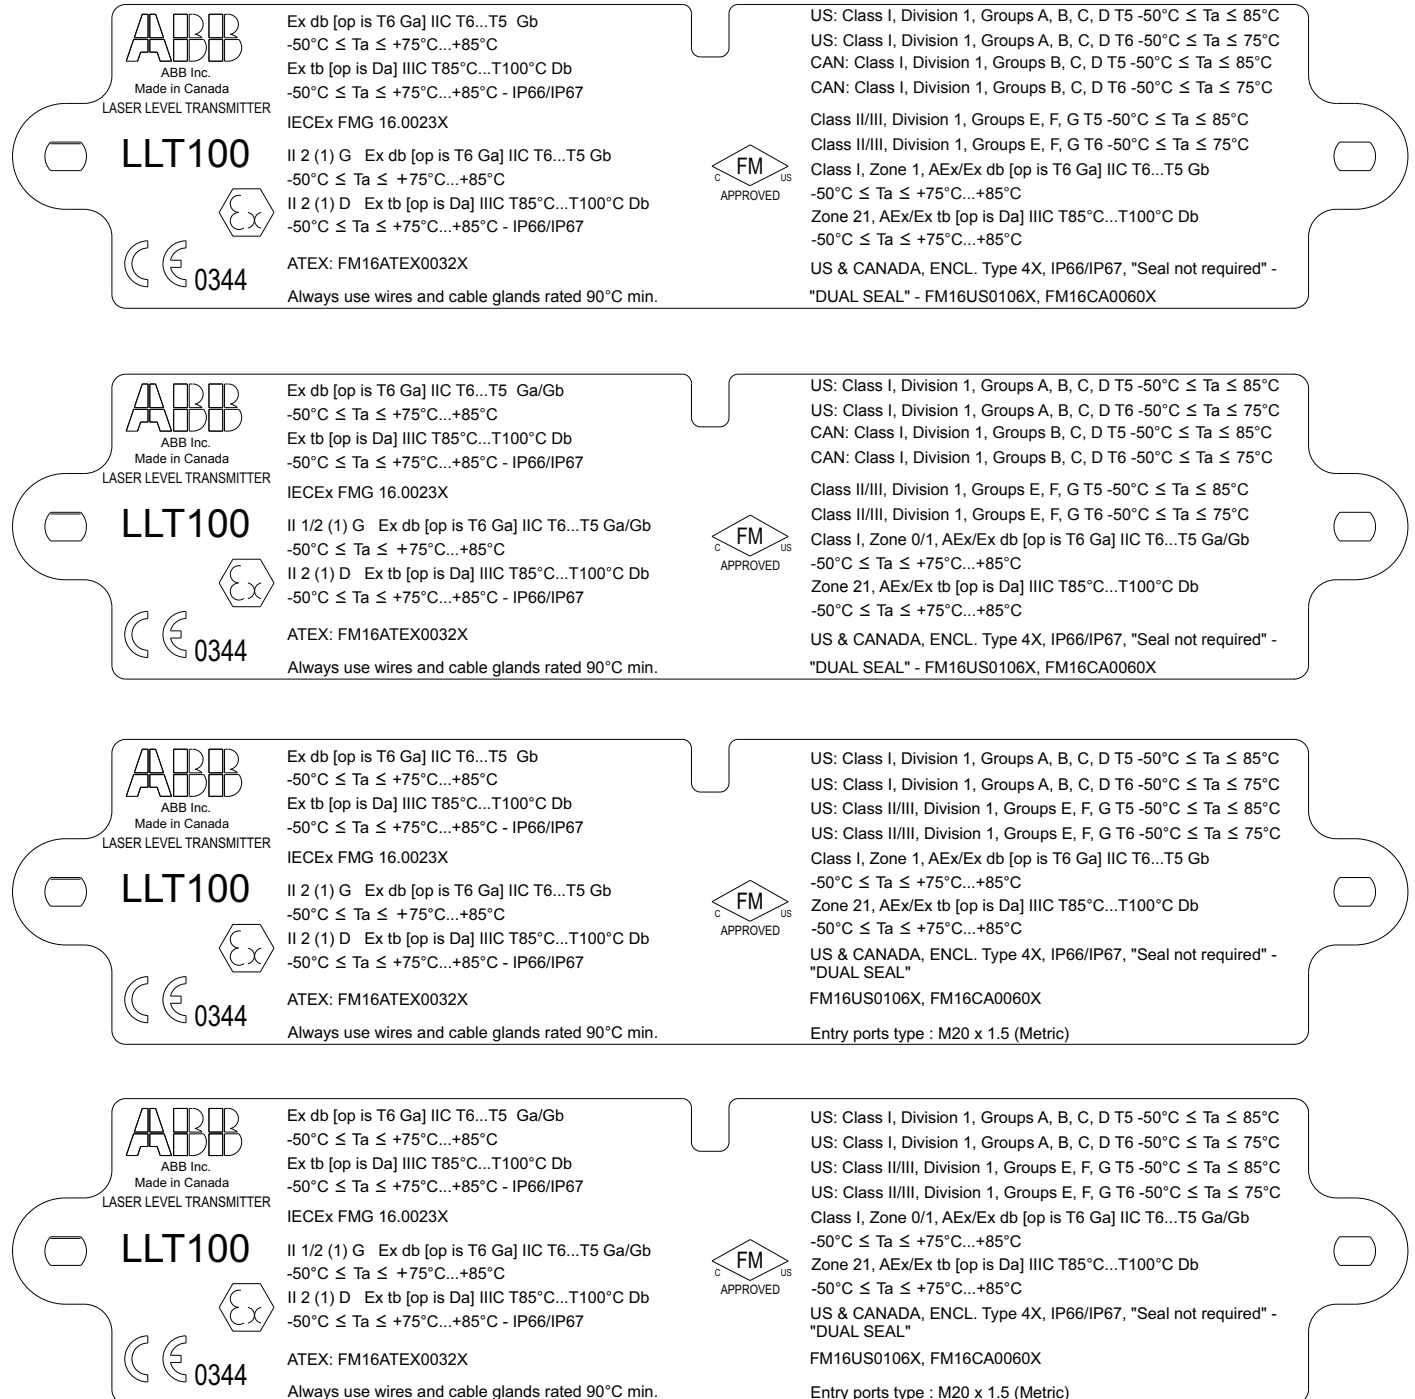 ABB
ABB Inc.
Made in Canada
LASER LEVEL TRANSMITTER
LLT100
Ex
CE 0344
Ex db [op is T6 Ga] IIC T6...T5 Gb
-50°C ≤ Ta ≤ +75°C...+85°C
Ex tb [op is Da] IIIC T85°C...T100°C Db
-50°C ≤ Ta ≤ +75°C...+85°C - IP66/IP67
IECEx FMG 16.0023X
II 2 (1) G Ex db [op is T6 Ga] IIC T6...T5 Gb
-50°C ≤ Ta ≤ +75°C...+85°C
II 2 (1) D Ex tb [op is Da] IIIC T85°C...T100°C Db
-50°C ≤ Ta ≤ +75°C...+85°C - IP66/IP67
ATEX: FM16ATEX0032X
Always use wires and cable glands rated 90°C min.
C FM US
APPROVED
US: Class I, Division 1, Groups A, B, C, D T5 -50°C ≤ Ta ≤ 85°C
US: Class I, Division 1, Groups A, B, C, D T6 -50°C ≤ Ta ≤ 75°C
CAN: Class I, Division 1, Groups B, C, D T5 -50°C ≤ Ta ≤ 85°C
CAN: Class I, Division 1, Groups B, C, D T6 -50°C ≤ Ta ≤ 75°C
Class II/III, Division 1, Groups E, F, G T5 -50°C ≤ Ta ≤ 85°C
Class II/III, Division 1, Groups E, F, G T6 -50°C ≤ Ta ≤ 75°C
Class I, Zone 1, AEx/Ex db [op is T6 Ga] IIC T6...T5 Gb
-50°C ≤ Ta ≤ +75°C...+85°C
Zone 21, AEx/Ex tb [op is Da] IIIC T85°C...T100°C Db
-50°C ≤ Ta ≤ +75°C...+85°C
US & CANADA, ENCL. Type 4X, IP66/IP67, "Seal not required" -
"DUAL SEAL" - FM16US0106X, FM16CA0060X
ABB
ABB Inc.
Made in Canada
LASER LEVEL TRANSMITTER
LLT100
Ex
CE 0344
Ex db [op is T6 Ga] IIC T6...T5 Ga/Gb
-50°C ≤ Ta ≤ +75°C...+85°C
Ex tb [op is Da] IIIC T85°C...T100°C Db
-50°C ≤ Ta ≤ +75°C...+85°C - IP66/IP67
IECEx FMG 16.0023X
II 1/2 (1) G Ex db [op is T6 Ga] IIC T6...T5 Ga/Gb
-50°C ≤ Ta ≤ +75°C...+85°C
II 2 (1) D Ex tb [op is Da] IIIC T85°C...T100°C Db
-50°C ≤ Ta ≤ +75°C...+85°C - IP66/IP67
ATEX: FM16ATEX0032X
Always use wires and cable glands rated 90°C min.
C FM US
APPROVED
US: Class I, Division 1, Groups A, B, C, D T5 -50°C ≤ Ta ≤ 85°C
US: Class I, Division 1, Groups A, B, C, D T6 -50°C ≤ Ta ≤ 75°C
CAN: Class I, Division 1, Groups B, C, D T5 -50°C ≤ Ta ≤ 85°C
CAN: Class I, Division 1, Groups B, C, D T6 -50°C ≤ Ta ≤ 75°C
Class II/III, Division 1, Groups E, F, G T5 -50°C ≤ Ta ≤ 85°C
Class II/III, Division 1, Groups E, F, G T6 -50°C ≤ Ta ≤ 75°C
Class I, Zone 0/1, AEx/Ex db [op is T6 Ga] IIC T6...T5 Ga/Gb
-50°C ≤ Ta ≤ +75°C...+85°C
Zone 21, AEx/Ex tb [op is Da] IIIC T85°C...T100°C Db
-50°C ≤ Ta ≤ +75°C...+85°C
US & CANADA, ENCL. Type 4X, IP66/IP67, "Seal not required" -
"DUAL SEAL" - FM16US0106X, FM16CA0060X
ABB
ABB Inc.
Made in Canada
LASER LEVEL TRANSMITTER
LLT100
Ex
CE 0344
Ex db [op is T6 Ga] IIC T6...T5 Gb
-50°C ≤ Ta ≤ +75°C...+85°C
Ex tb [op is Da] IIIC T85°C...T100°C Db
-50°C ≤ Ta ≤ +75°C...+85°C - IP66/IP67
IECEx FMG 16.0023X
II 2 (1) G Ex db [op is T6 Ga] IIC T6...T5 Gb
-50°C ≤ Ta ≤ +75°C...+85°C
II 2 (1) D Ex tb [op is Da] IIIC T85°C...T100°C Db
-50°C ≤ Ta ≤ +75°C...+85°C - IP66/IP67
ATEX: FM16ATEX0032X
Always use wires and cable glands rated 90°C min.
C FM US
APPROVED
US: Class I, Division 1, Groups A, B, C, D T5 -50°C ≤ Ta ≤ 85°C
US: Class I, Division 1, Groups A, B, C, D T6 -50°C ≤ Ta ≤ 75°C
US: Class II/III, Division 1, Groups E, F, G T5 -50°C ≤ Ta ≤ 85°C
US: Class II/III, Division 1, Groups E, F, G T6 -50°C ≤ Ta ≤ 75°C
Class I, Zone 1, AEx/Ex db [op is T6 Ga] IIC T6...T5 Gb
-50°C ≤ Ta ≤ +75°C...+85°C
Zone 21, AEx/Ex tb [op is Da] IIIC T85°C...T100°C Db
-50°C ≤ Ta ≤ +75°C...+85°C
US & CANADA, ENCL. Type 4X, IP66/IP67, "Seal not required" -
"DUAL SEAL"
FM16US0106X, FM16CA0060X
Entry ports type : M20 x 1.5 (Metric)
ABB
ABB Inc.
Made in Canada
LASER LEVEL TRANSMITTER
LLT100
Ex
CE 0344
Ex db [op is T6 Ga] IIC T6...T5 Ga/Gb
-50°C ≤ Ta ≤ +75°C...+85°C
Ex tb [op is Da] IIIC T85°C...T100°C Db
-50°C ≤ Ta ≤ +75°C...+85°C - IP66/IP67
IECEx FMG 16.0023X
II 1/2 (1) G Ex db [op is T6 Ga] IIC T6...T5 Ga/Gb
-50°C ≤ Ta ≤ +75°C...+85°C
II 2 (1) D Ex tb [op is Da] IIIC T85°C...T100°C Db
-50°C ≤ Ta ≤ +75°C...+85°C - IP66/IP67
ATEX: FM16ATEX0032X
Always use wires and cable glands rated 90°C min.
C FM US
APPROVED
US: Class I, Division 1, Groups A, B, C, D T5 -50°C ≤ Ta ≤ 85°C
US: Class I, Division 1, Groups A, B, C, D T6 -50°C ≤ Ta ≤ 75°C
US: Class II/III, Division 1, Groups E, F, G T5 -50°C ≤ Ta ≤ 85°C
US: Class II/III, Division 1, Groups E, F, G T6 -50°C ≤ Ta ≤ 75°C
Class I, Zone 0/1, AEx/Ex db [op is T6 Ga] IIC T6...T5 Ga/Gb
-50°C ≤ Ta ≤ +75°C...+85°C
Zone 21, AEx/Ex tb [op is Da] IIIC T85°C...T100°C Db
-50°C ≤ Ta ≤ +75°C...+85°C
US & CANADA, ENCL. Type 4X, IP66/IP67, "Seal not required" -
"DUAL SEAL"
FM16US0106X, FM16CA0060X
Entry ports type : M20 x 1.5 (Metric)